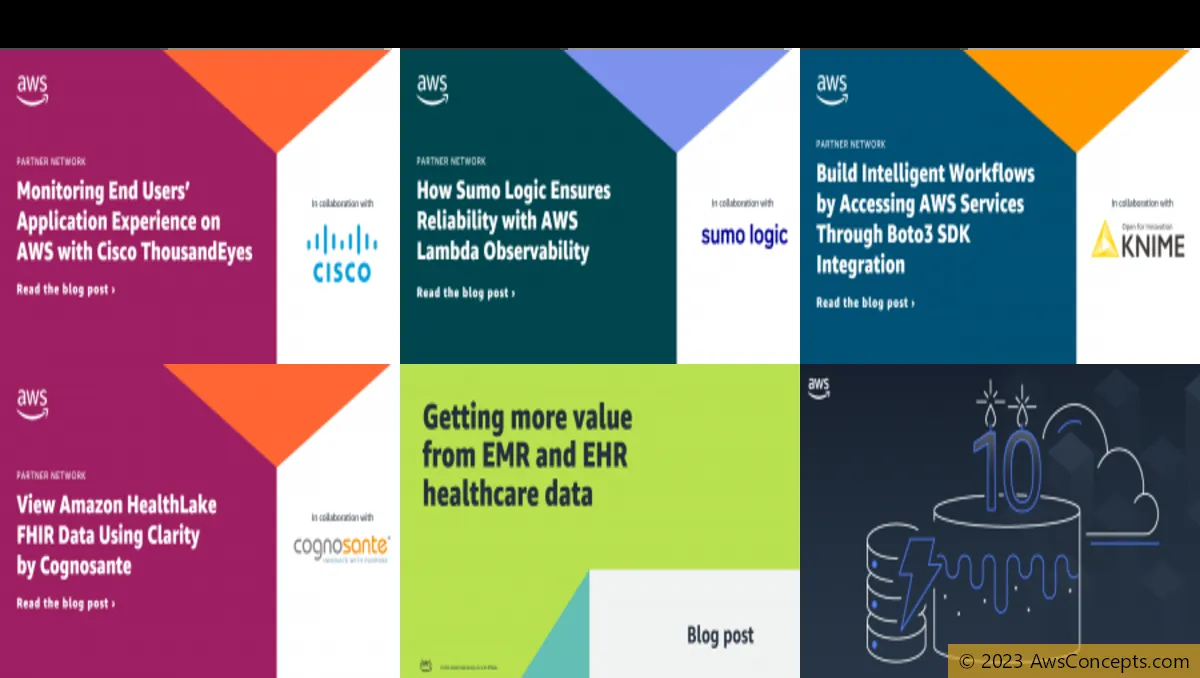 aws
PARTNER NETWORK
Monitoring End Users'
Application Experience on
AWS with Cisco ThousandEyes
Read the blog post ›
In collaboration with
CISCO
aws
PARTNER NETWORK
How Sumo Logic Ensures
Reliability with AWS
Lambda Observability
Read the blog post ›
In collaboration with
sumo logic
aws
PARTNER NETWORK
Build Intelligent Workflows
by Accessing AWS Services
Through Boto3 SDK
Integration
Read the blog post ›
In collaboration with
Open for Innovation
KNIME
aws
PARTNER NETWORK
View Amazon HealthLake
FHIR Data Using Clarity
by Cognosante
Read the blog post ›
In collaboration with
cognosante
Getting more value
from EMR and EHR
healthcare data
Blog post
aws
aws
10
© 2023 AwsConcepts.com